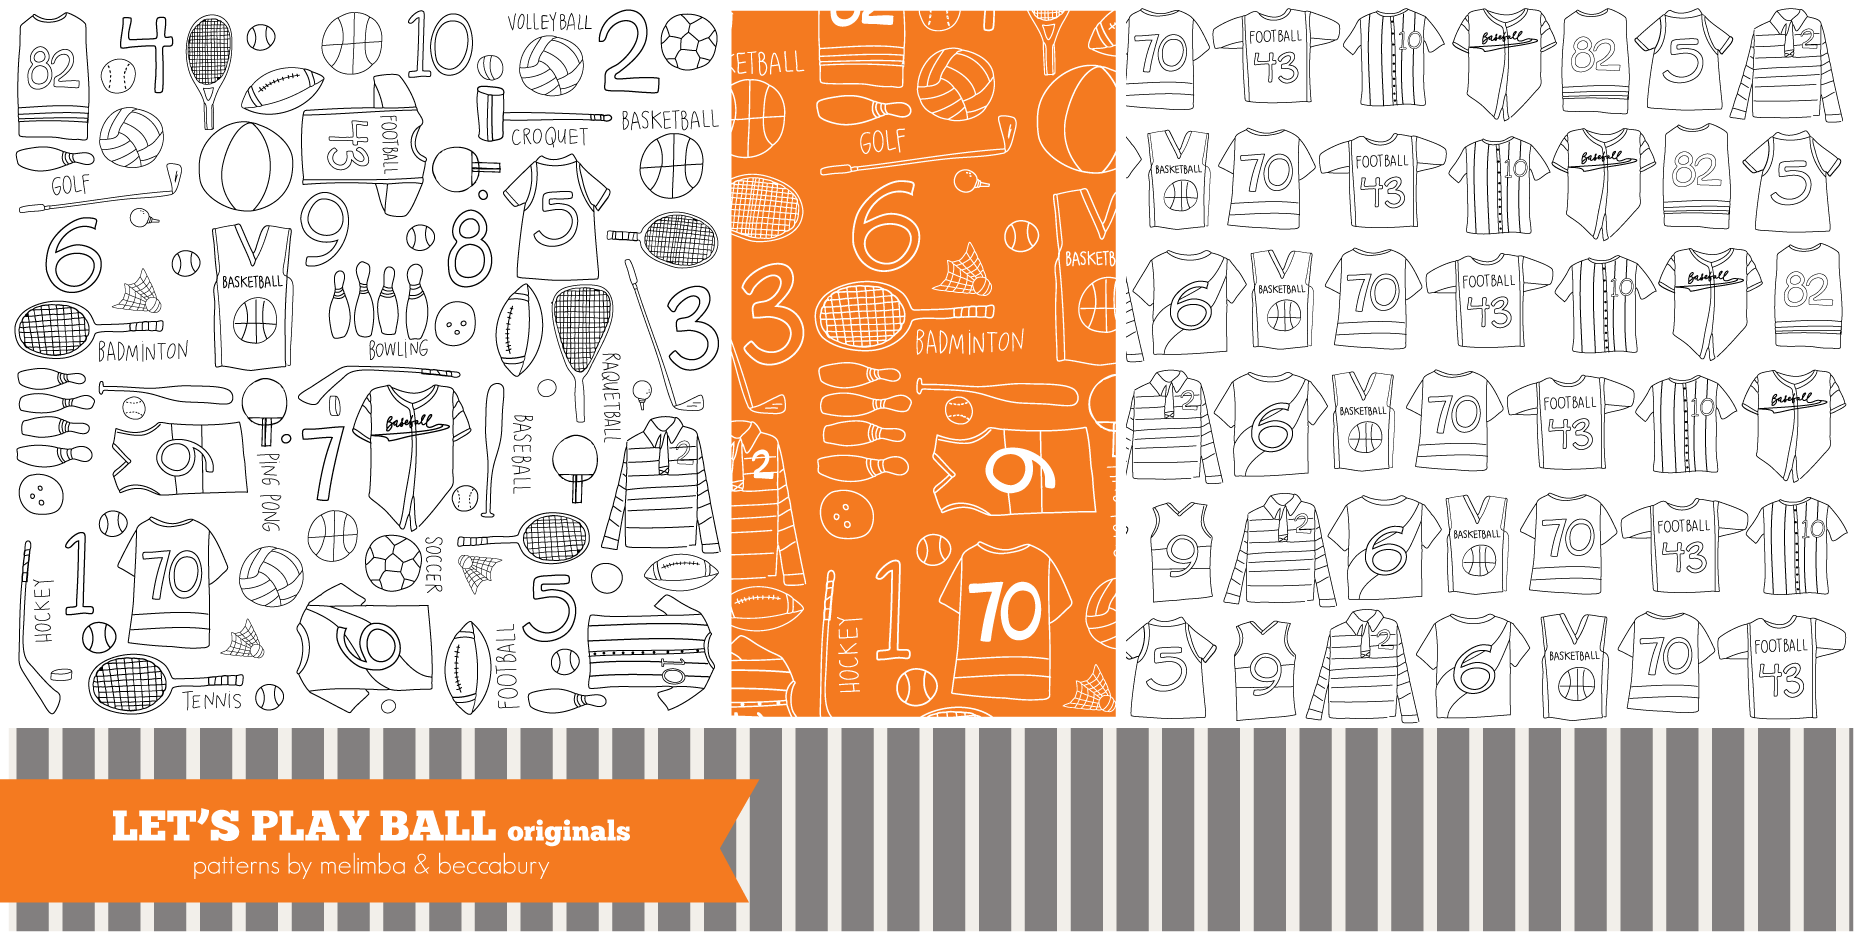 82
4
10
VOLLEYBALL
2
FOOTBALL
43
CROQUET
BASKETBALL
GOLF
5
6
9
8
BASKETBALL
3
BADMINTON
BOWLING
RAQUETBALL
Baseball
BASEBALL
2
9
PING PONG
7
70
SOCCER
HOCKEY
1
6
5
FOOTBALL
10
TENNIS
82
KETBALL
GOLF
6
3
BASKETB
BADMINTON
2
9
70
1
HOCKEY
70
FOOTBALL
43
10
Baseball
82
5
2
BASKETBALL
70
FOOTBALL
43
10
Baseball
82
5
6
BASKETBALL
70
FOOTBALL
43
10
Baseball
82
2
6
BASKETBALL
70
FOOTBALL
43
10
Baseball
9
2
6
BASKETBALL
70
FOOTBALL
43
10
5
9
2
6
BASKETBALL
70
FOOTBALL
43
LET'S PLAY BALL originals
patterns by melimba & beccabury